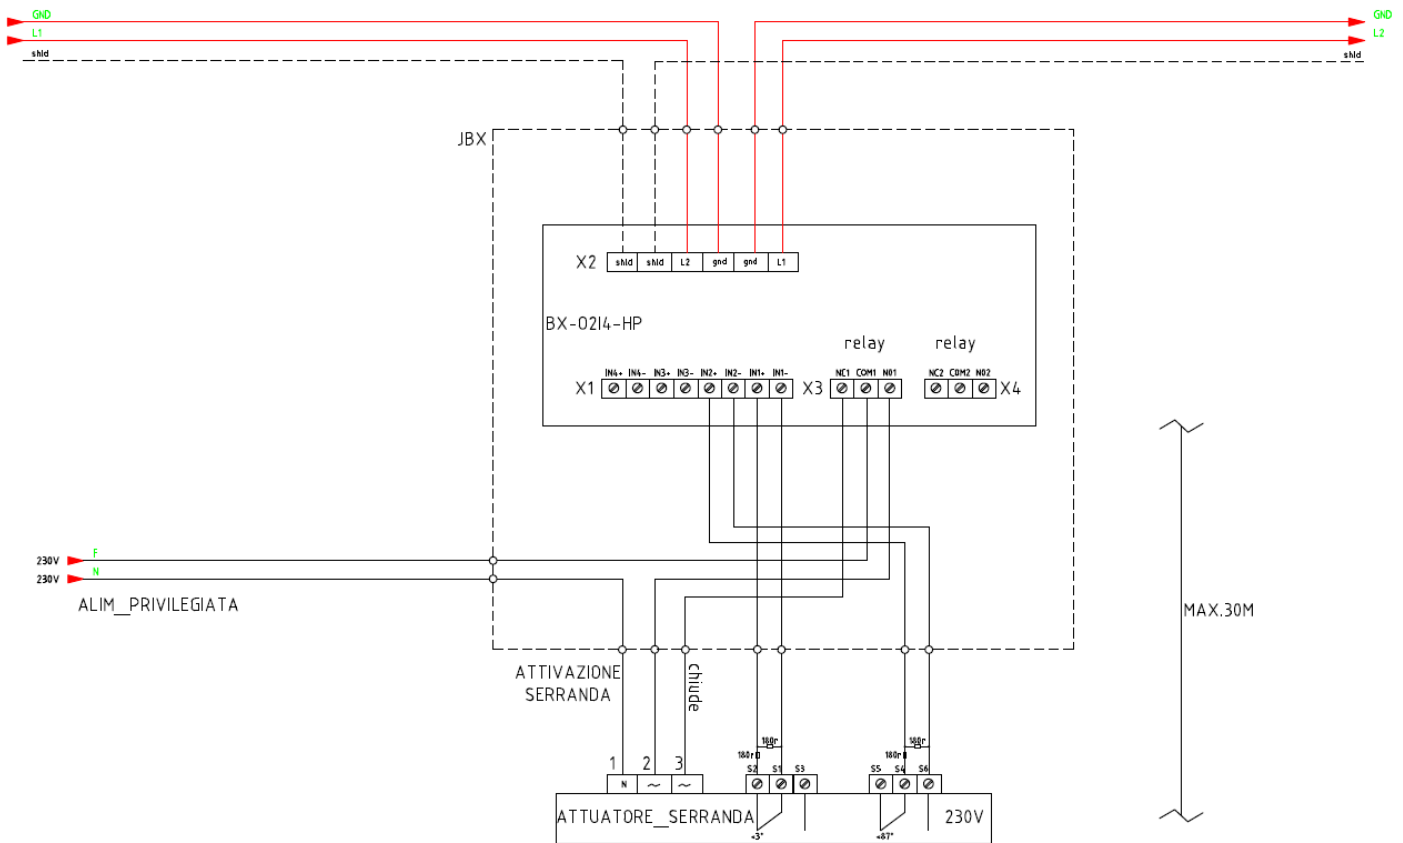 GND
GND
L1
L2
shld
shld
JBX
X2
shld
shld
L2
gnd
gnd
L1
BX-O2I4-HP
relay
relay
IN4+ IN4- IN3+ IN3- IN2+ IN2- IN1+ IN1-
NC1 COM1 NO1
NC2 COM2 NO2
X1
X3
X4
F
230V
N
230V
ALIM_PRIVILEGIATA
MAX.30M
ATTIVAZIONE
SERRANDA
chiude
180r
180r
180r
180r
1 2 3
S2 S1 S3
S5 S4 S6
N ~ ~
ATTUATORE_SERRANDA
230V
<3°
<87°